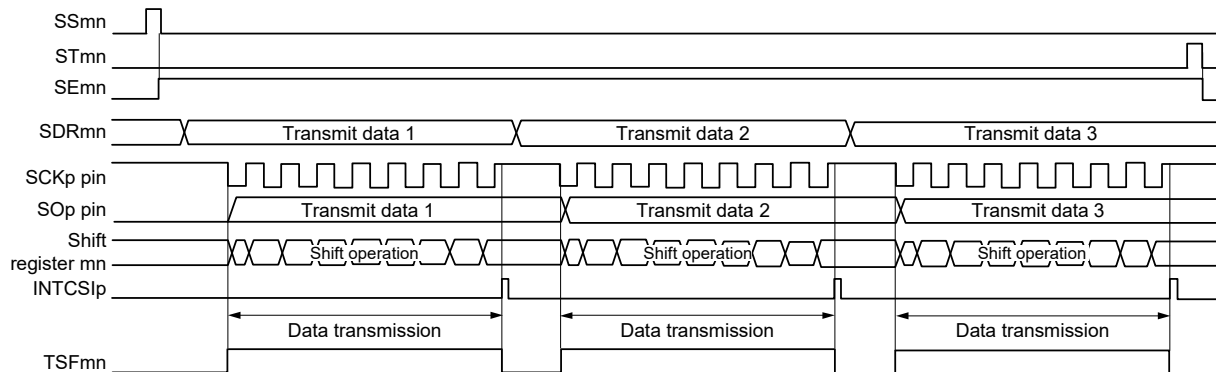 SSmn
STmn
SEmn
SDRmn Transmit data 1 Transmit data 2 Transmit data 3
SCKp pin
SOp pin Transmit data 1 Transmit data 2 Transmit data 3
Shift
register mn Shift operation Shift operation Shift operation
INTCSIp
Data transmission Data transmission Data transmission
TSFmn